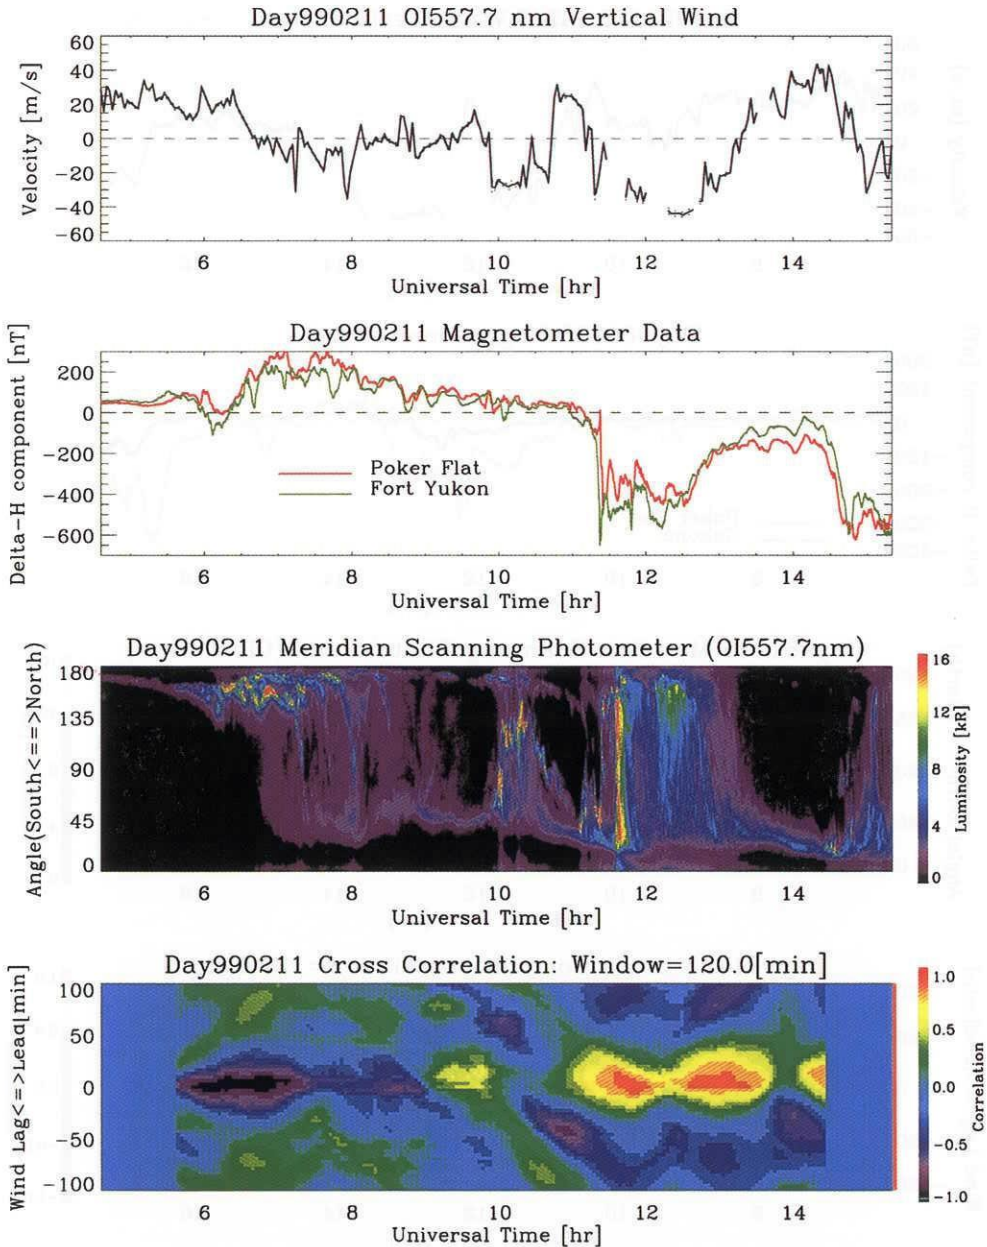 Day990211 OI557.7 nm Vertical Wind
Velocity [m/s]
60
40
20
0
-20
-40
-60
6 8 10 12 14
Universal Time [hr]
Day990211 Magnetometer Data
Delta-H component [nT]
200
0
-200
-400
-600
Poker Flat
Fort Yukon
6 8 10 12 14
Universal Time [hr]
Day990211 Meridian Scanning Photometer (OI557.7nm)
Angle(South<==>North)
180
135
90
45
0
6 8 10 12 14
Universal Time [hr]
16
12
8
4
0
Luminosity [kR]
Day990211 Cross Correlation: Window=120.0[min]
Wind Lag<=>Lead[min]
100
50
0
-50
-100
6 8 10 12 14
Universal Time [hr]
1.0
0.5
0.0
-0.5
-1.0
Correlation